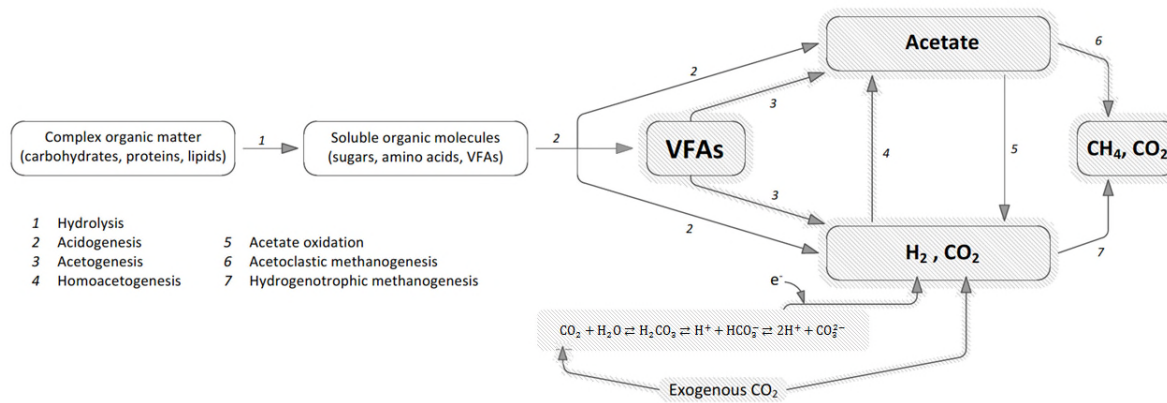 Acetate
6
2
3
Complex organic matter
(carbohydrates, proteins, lipids)
1
Soluble organic molecules
(sugars, amino acids, VFAs)
2
VFAs
4
5
CH₄, CO₂
3
2
1 Hydrolysis
2 Acidogenesis
3 Acetogenesis
4 Homoacetogenesis
5 Acetate oxidation
6 Acetoclastic methanogenesis
7 Hydrogenotrophic methanogenesis
H₂ , CO₂
7
e⁻
CO₂ + H₂O ⇄ H₂CO₃ ⇄ H⁺ + HCO₃⁻ ⇄ 2H⁺ + CO₃²⁻
Exogenous CO₂